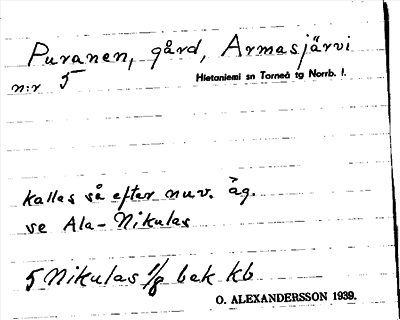 Puranen, gård, Armasjärvi
n:r 5 Hietaniemi sn Torneå tg Norrb. l.
kallas så efter nuv. äg.
se Ala-Nikulas
5 Nikulas 1/8 bak kb
O. ALEXANDERSSON 1939.